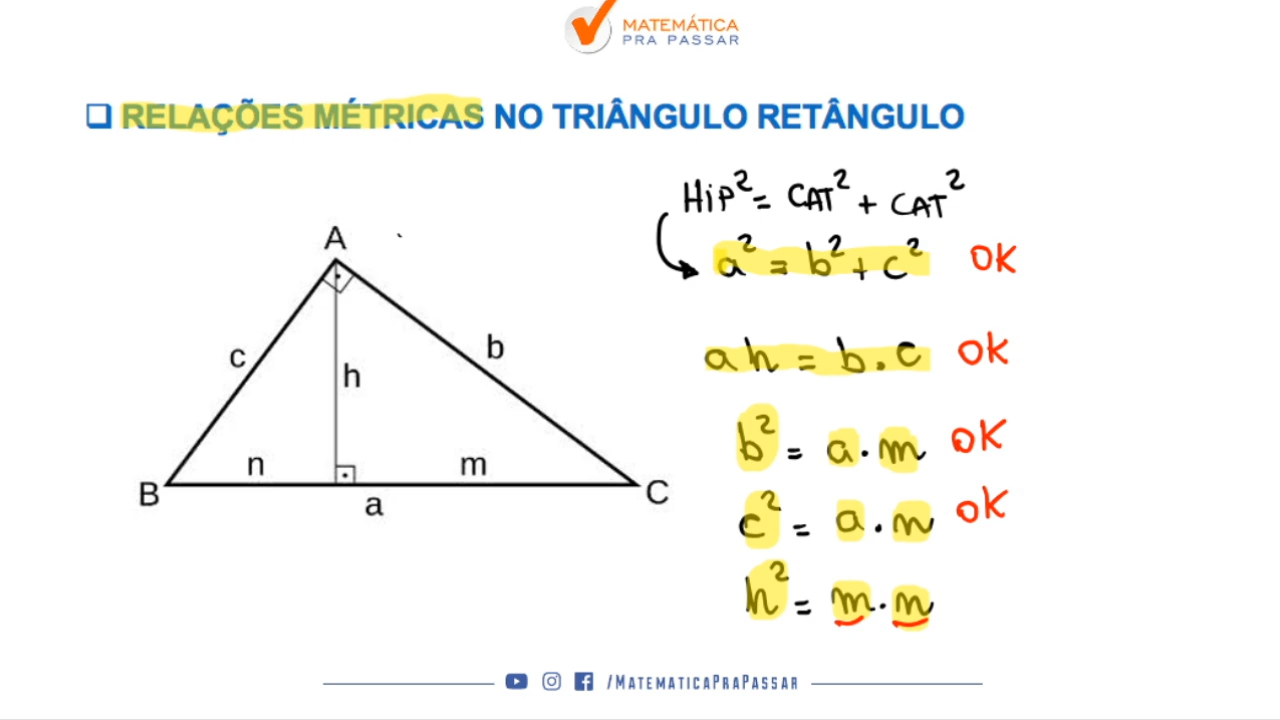 MATEMÁTICA
PRA PASSAR
RELAÇÕES MÉTRICAS NO TRIÂNGULO RETÂNGULO
HiP² = CAT² + CAT²
a² = b² + c² OK
ah = b.c OK
b² = a.m OK
c² = a.n OK
h² = m.n
A
c
b
h
n
m
B
a
C
/MATEMATICAPRAPASSAR